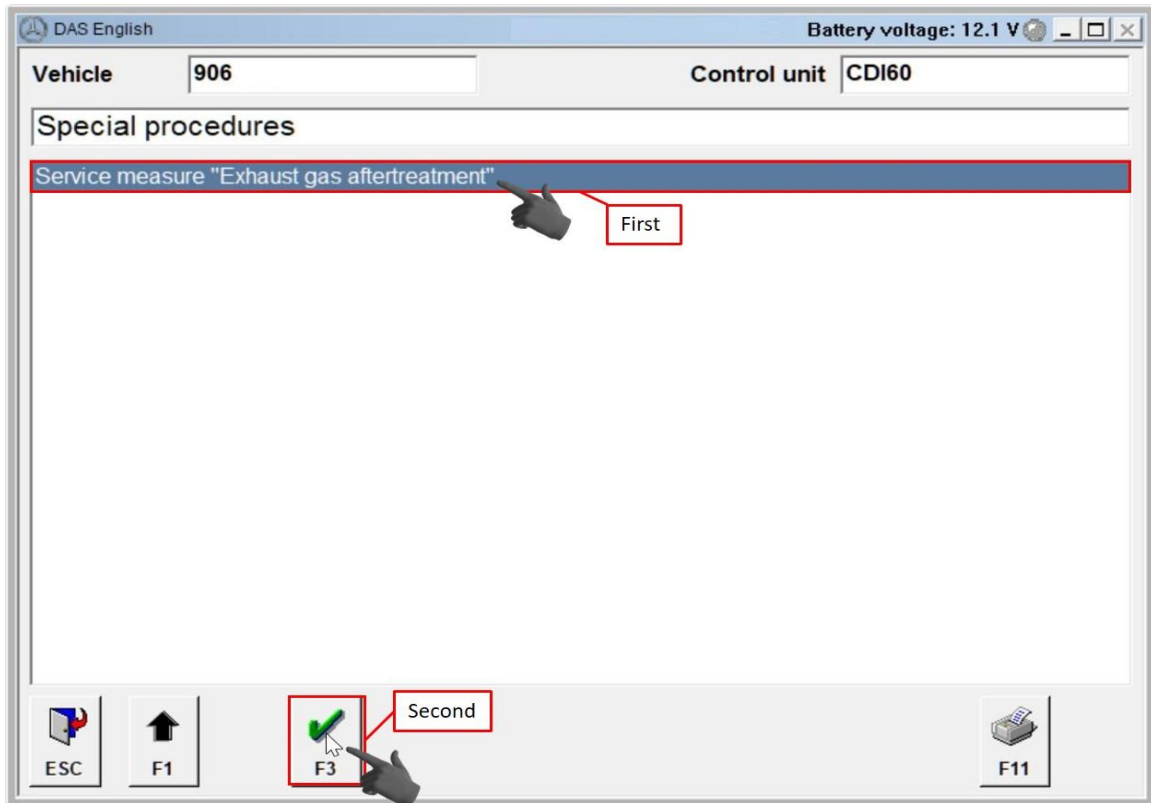 DAS English
Battery voltage: 12.1 V
Vehicle 906 Control unit CDI60
Special procedures
Service measure "Exhaust gas aftertreatment"
First
Second
ESC F1 F3 F11